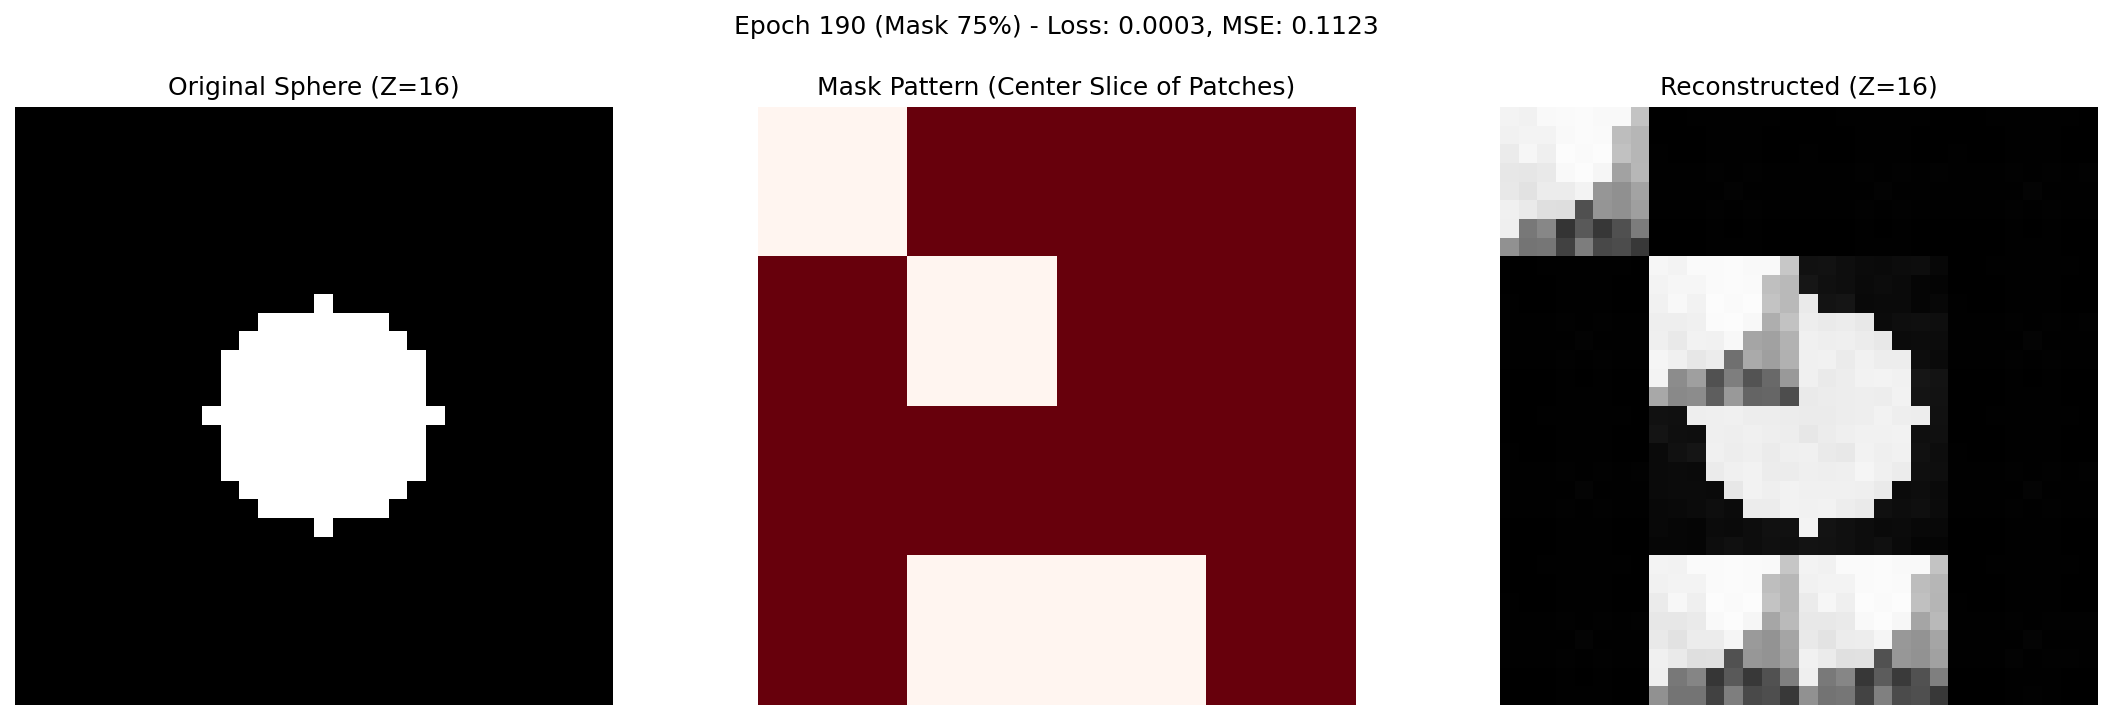 Epoch 190 (Mask 75%) - Loss: 0.0003, MSE: 0.1123
Original Sphere (Z=16)
Mask Pattern (Center Slice of Patches)
Reconstructed (Z=16)